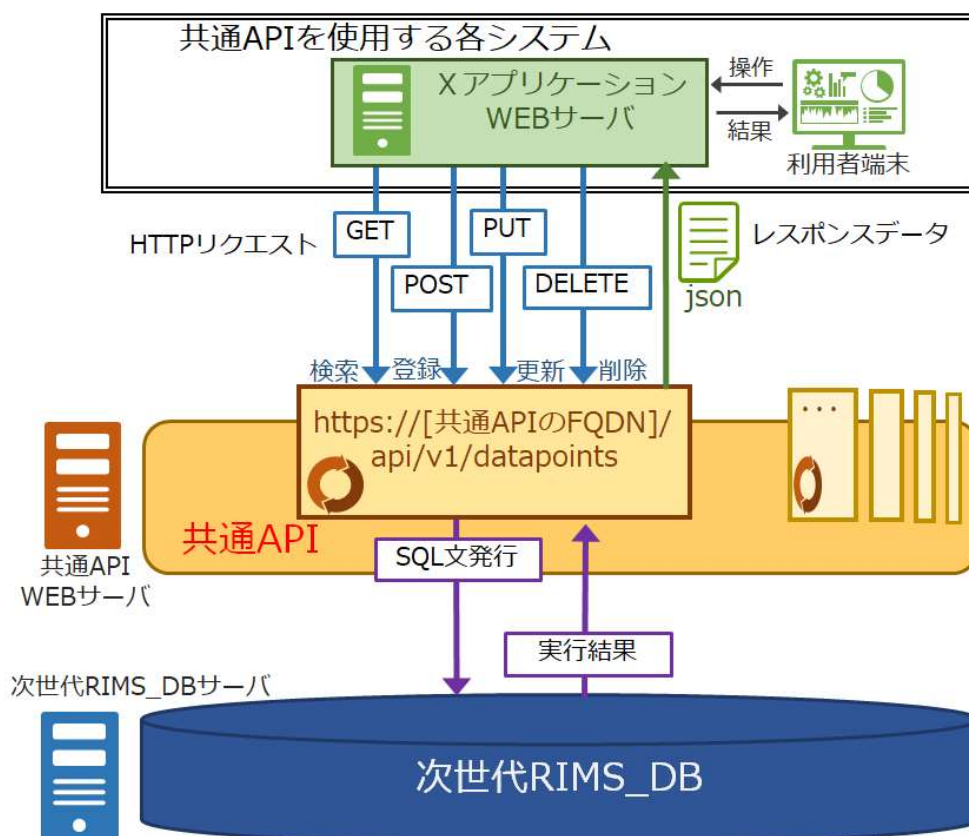 共通APIを使用する各システム
Xアプリケーション
WEBサーバ
操作
結果
利用者端末
HTTPリクエスト
GET
PUT
POST
DELETE
レスポンスデータ
json
検索
登録
更新
削除
https://[共通APIのFQDN]/
api/v1/datapoints
...
共通API
共通API
WEBサーバ
SQL文発行
実行結果
次世代RIMS_DBサーバ
次世代RIMS_DB